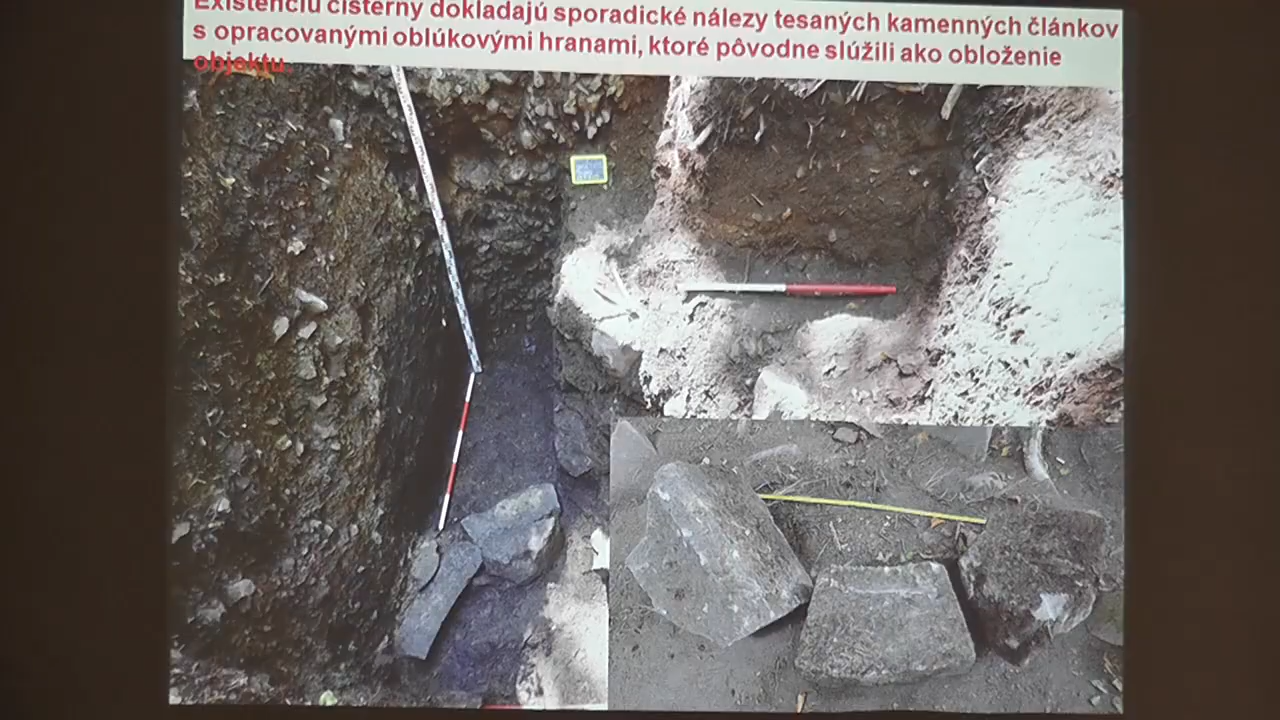 Existenciu cisterny dokladajú sporadické nálezy tesaných kamenných článkov
s opracovanými oblúkovými hranami, ktoré pôvodne slúžili ako obloženie
objektu.